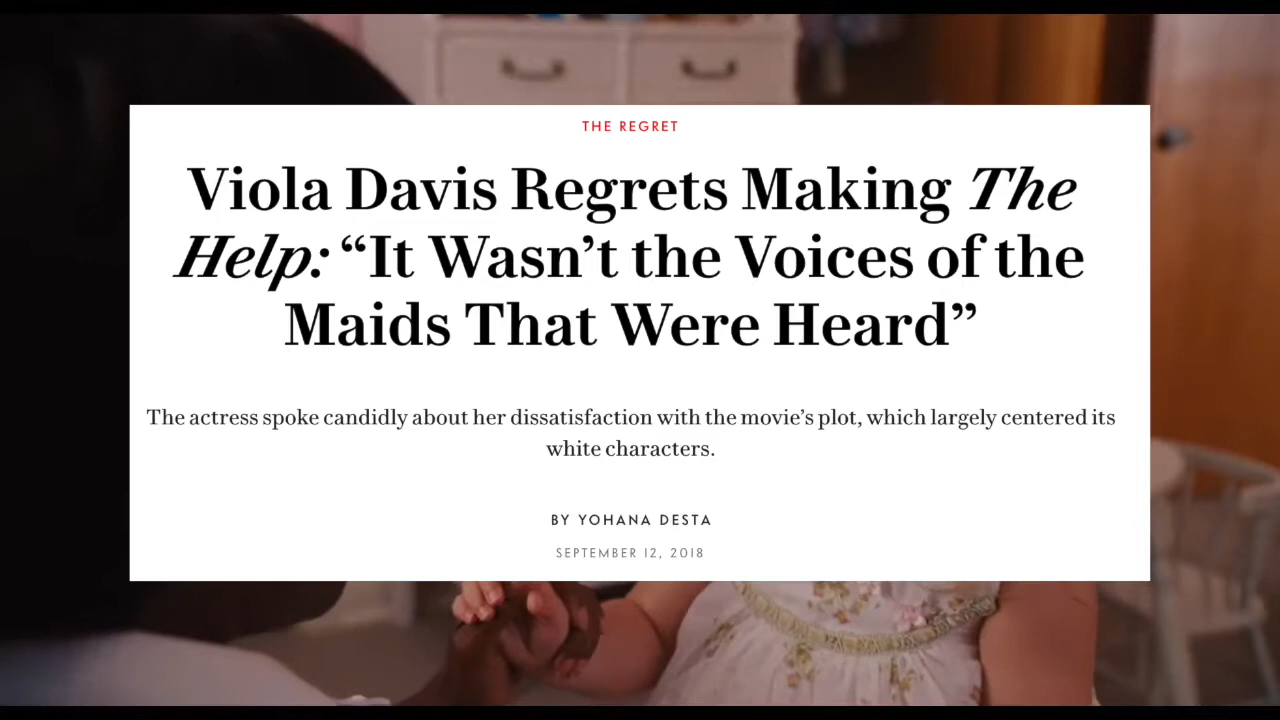 THE REGRET
Viola Davis Regrets Making The
Help: “It Wasn’t the Voices of the
Maids That Were Heard”
The actress spoke candidly about her dissatisfaction with the movie’s plot, which largely centered its
white characters.
BY YOHANA DESTA
SEPTEMBER 12, 2018